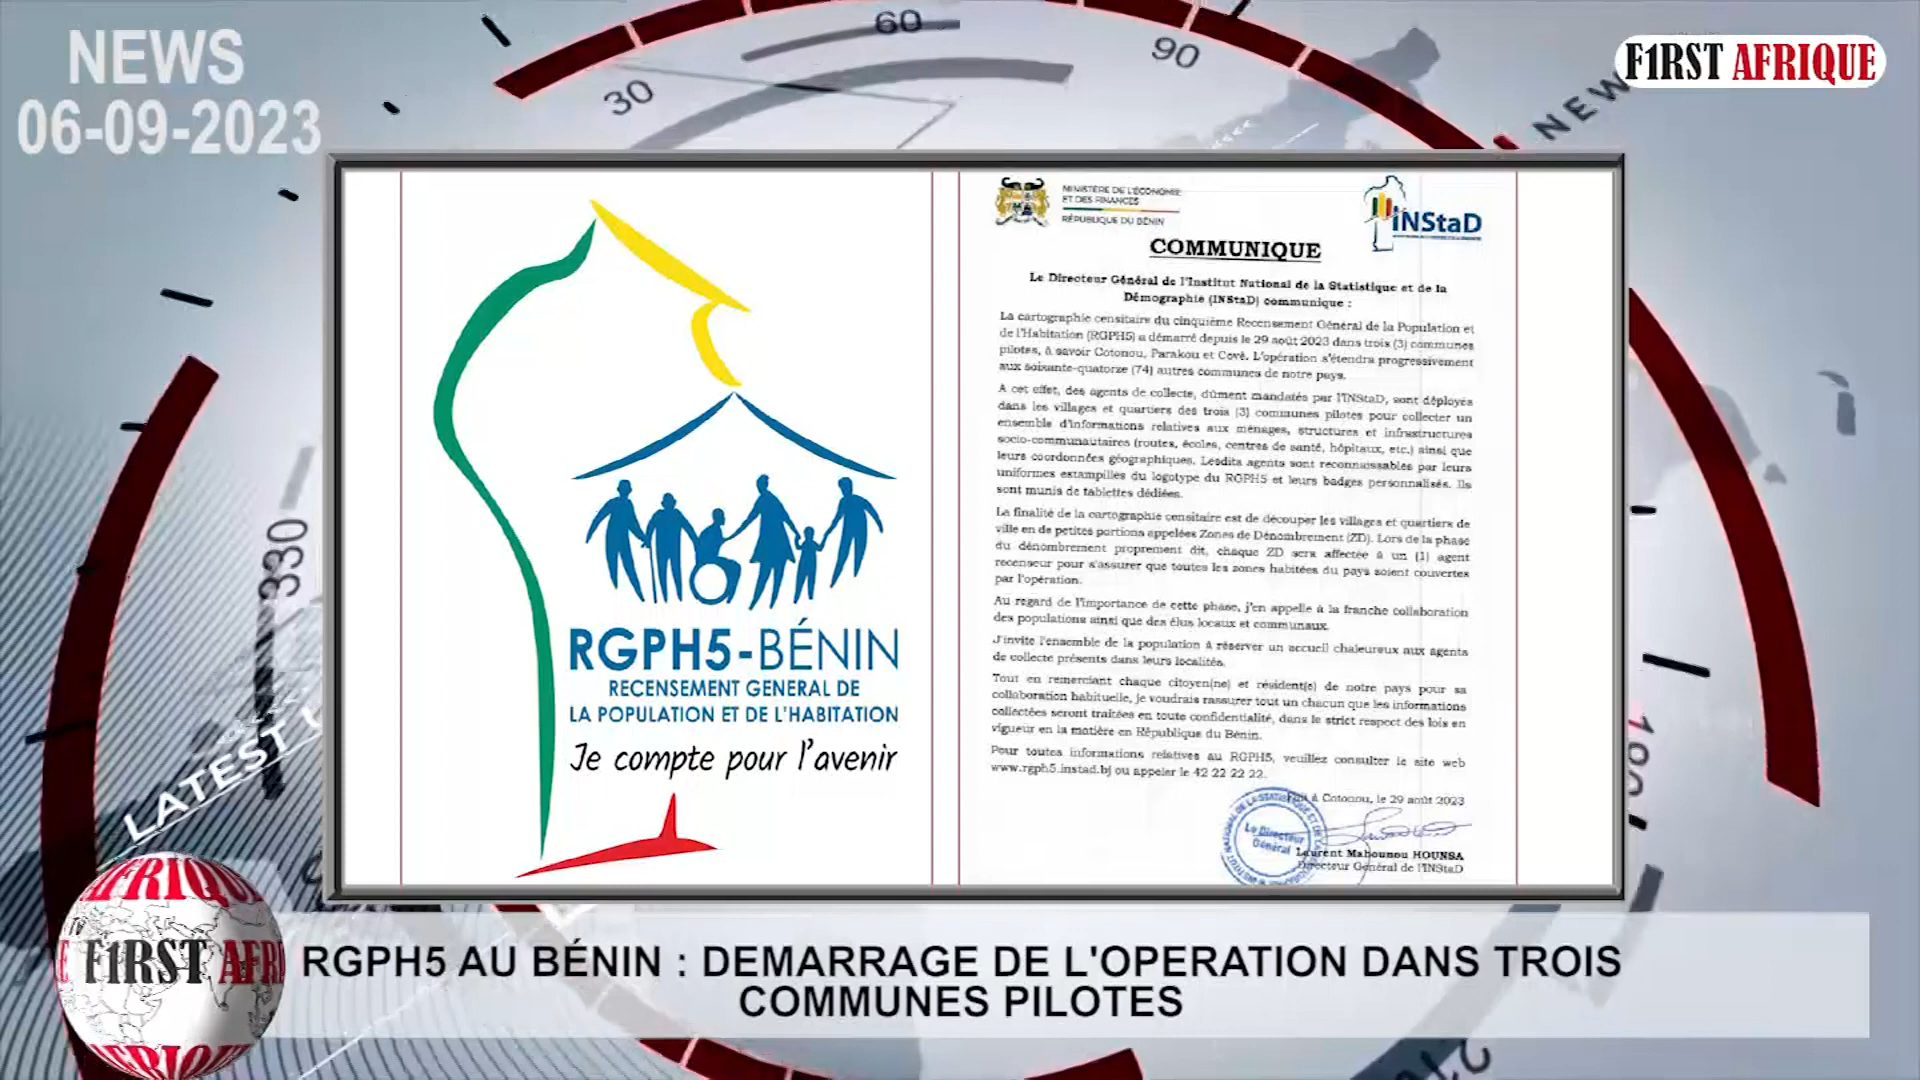 NEWS
06-09-2023
30
60
90
NEW
F1RST AFRIQUE
330
180
LATEST U
RGPH5-BÉNIN
RECENSEMENT GENERAL DE
LA POPULATION ET DE L'HABITATION
Je compte pour l'avenir
MINISTÈRE DE L'ÉCONOMIE
ET DES FINANCES
RÉPUBLIQUE DU BÉNIN
INStaD
COMMUNIQUE
Le Directeur Général de l'Institut National de la Statistique et de la
Démographie (INStaD) communique :
La cartographie censitaire du cinquième Recensement Général de la Population et
de l'Habitation (RGPH5) a démarré depuis le 29 août 2023 dans trois (3) communes
pilotes, à savoir Cotonou, Parakou et Covè. L'opération s'étendra progressivement
aux soixante-quatorze (74) autres communes de notre pays.
A cet effet, des agents de collecte, dûment mandatés par l'INStaD, sont déployés
dans les villages et quartiers des trois (3) communes pilotes pour collecter un
ensemble d'informations relatives aux ménages, structures et infrastructures
socio-communautaires (routes, écoles, centres de santé, hôpitaux, etc.) ainsi que
leurs coordonnées géographiques. Lesdits agents sont reconnaissables par leurs
uniformes estampillés du logotype du RGPH5 et leurs badges personnalisés. Ils
sont munis de tablettes dédiées.
La finalité de la cartographie censitaire est de découper les villages et quartiers de
ville en de petites portions appelées Zones de Dénombrement (ZD). Lors de la phase
du dénombrement proprement dit, chaque ZD sera affectée à un (1) agent
recenseur pour s'assurer que toutes les zones habitées du pays soient couvertes
par l'opération.
Au regard de l'importance de cette phase, j'en appelle à la franche collaboration
des populations ainsi que des élus locaux et communaux.
J'invite l'ensemble de la population à réserver un accueil chaleureux aux agents
de collecte présents dans leurs localités.
Tout en remerciant chaque citoyen(ne) et résident(e) de notre pays pour sa
collaboration habituelle, je voudrais rassurer tout un chacun que les informations
collectées seront traitées en toute confidentialité, dans le strict respect des lois en
vigueur en la matière en République du Bénin.
Pour toutes informations relatives au RGPH5, veuillez consulter le site web
www.rgph5.instad.bj ou appeler le 42 22 22 22.
Fait à Cotonou, le 29 août 2023
Le Directeur
Général
Laurent Mahounou HOUNSA
Directeur Général de l'INStaD
AFRIQUE
F1RST AFRI
RGPH5 AU BÉNIN : DEMARRAGE DE L'OPERATION DANS TROIS
COMMUNES PILOTES